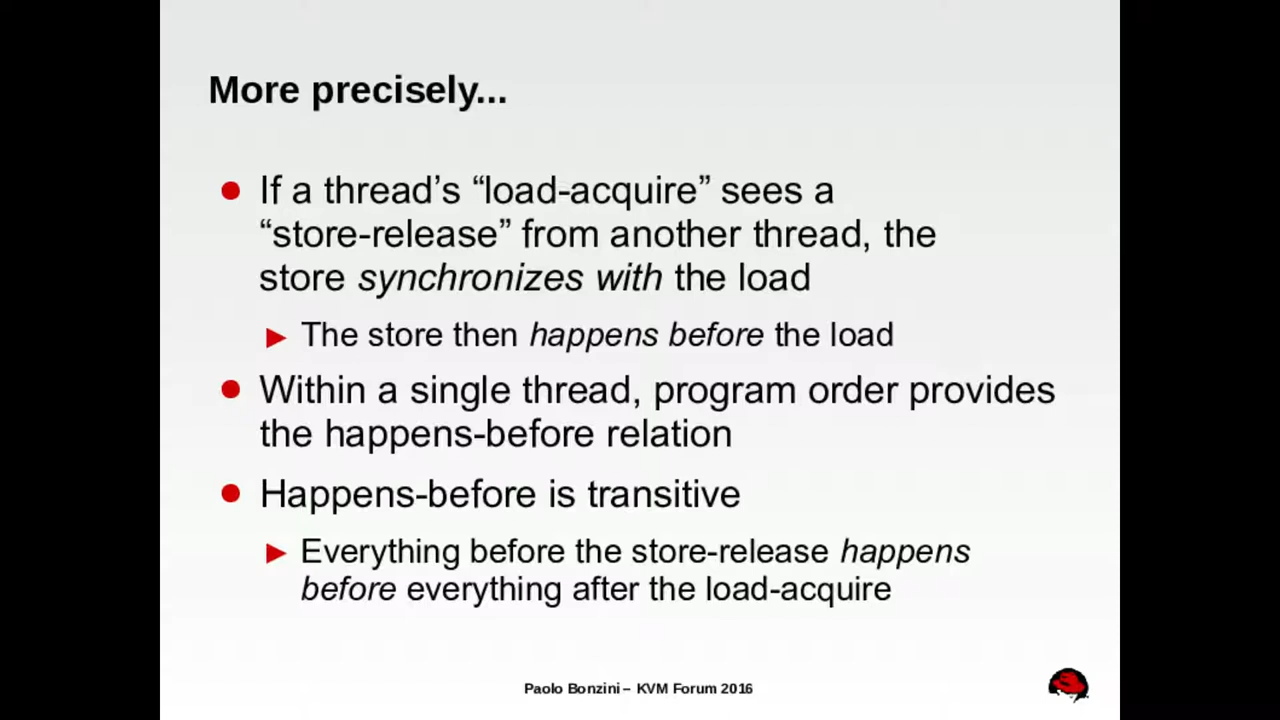 More precisely...
If a thread’s “load-acquire” sees a
“store-release” from another thread, the
store synchronizes with the load
The store then happens before the load
Within a single thread, program order provides
the happens-before relation
Happens-before is transitive
Everything before the store-release happens
before everything after the load-acquire
Paolo Bonzini – KVM Forum 2016